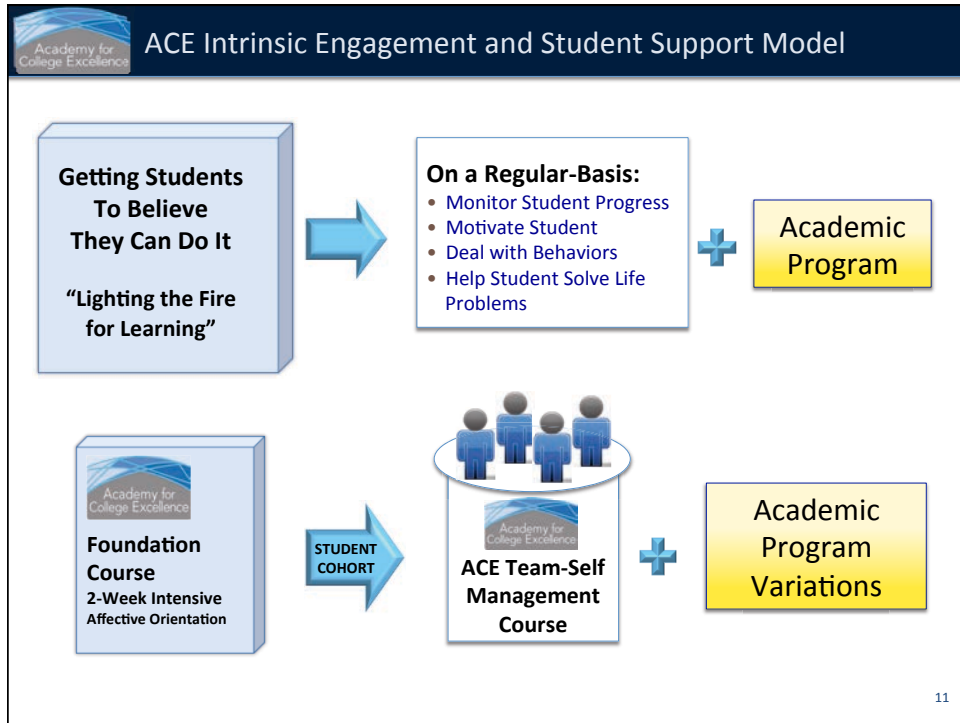 Academy for
College Excellence
ACE Intrinsic Engagement and Student Support Model
Getting Students
To Believe
They Can Do It
“Lighting the Fire
for Learning”
On a Regular-Basis:
• Monitor Student Progress
• Motivate Student
• Deal with Behaviors
• Help Student Solve Life
Problems
Academic
Program
Academy for
College Excellence
Foundation
Course
2-Week Intensive
Affective Orientation
STUDENT
COHORT
Academy for
College Excellence
ACE Team-Self
Management
Course
Academic
Program
Variations
11